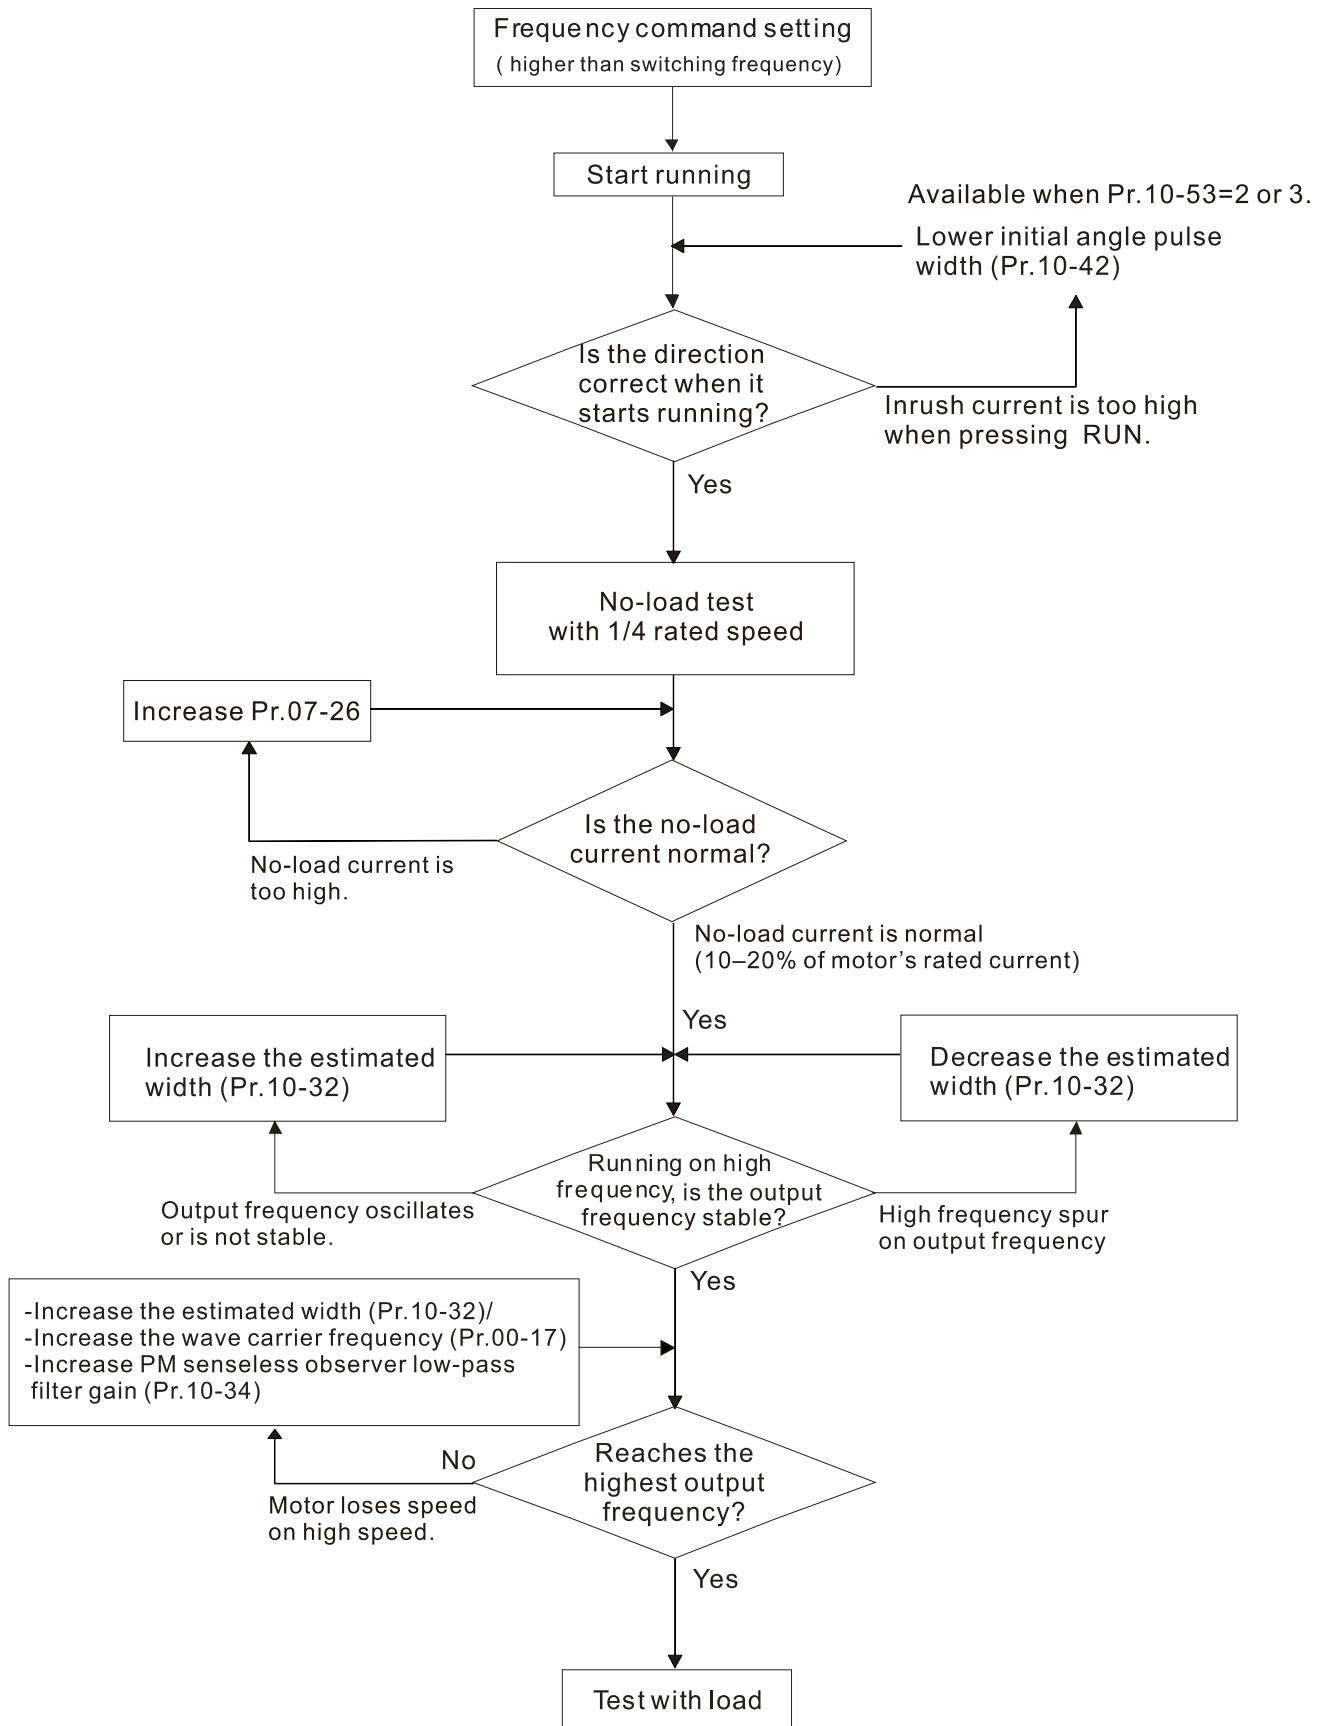 Frequency command setting
( higher than switching frequency)
Start running
Available when Pr.10-53=2 or 3.
Lower initial angle pulse
width (Pr.10-42)
Is the direction
correct when it
starts running?
Inrush current is too high
when pressing RUN.
Yes
No-load test
with 1/4 rated speed
Increase Pr.07-26
Is the no-load
current normal?
No-load current is
too high.
No-load current is normal
(10–20% of motor’s rated current)
Yes
Increase the estimated
width (Pr.10-32)
Decrease the estimated
width (Pr.10-32)
Running on high
frequency, is the output
frequency stable?
Output frequency oscillates
or is not stable.
High frequency spur
on output frequency
Yes
-Increase the estimated width (Pr.10-32)/
-Increase the wave carrier frequency (Pr.00-17)
-Increase PM senseless observer low-pass
filter gain (Pr.10-34)
Reaches the
highest output
frequency?
No
Motor loses speed
on high speed.
Yes
Test with load